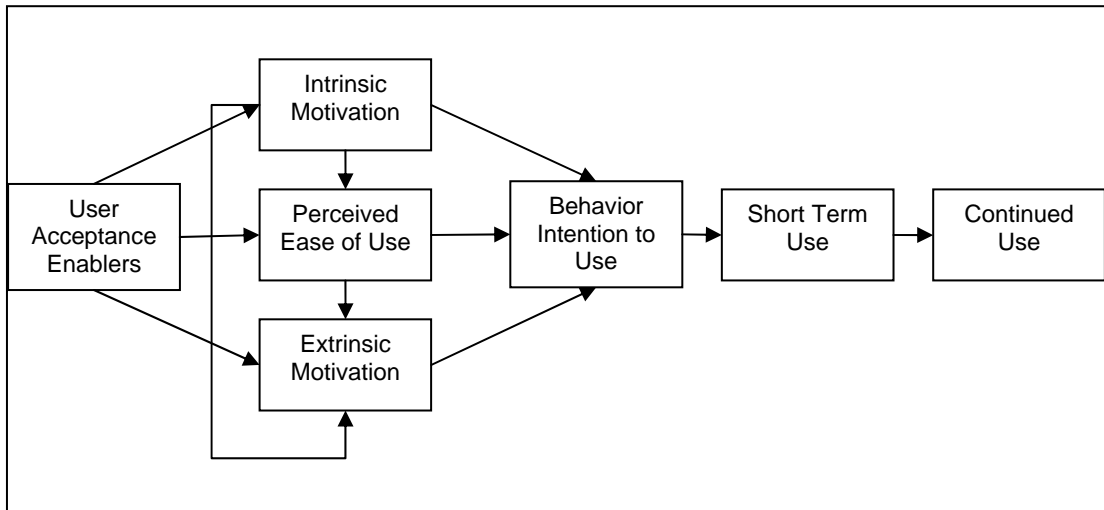 Intrinsic
Motivation
User
Acceptance
Enablers
Perceived
Ease of Use
Extrinsic
Motivation
Behavior
Intention to
Use
Short Term
Use
Continued
Use